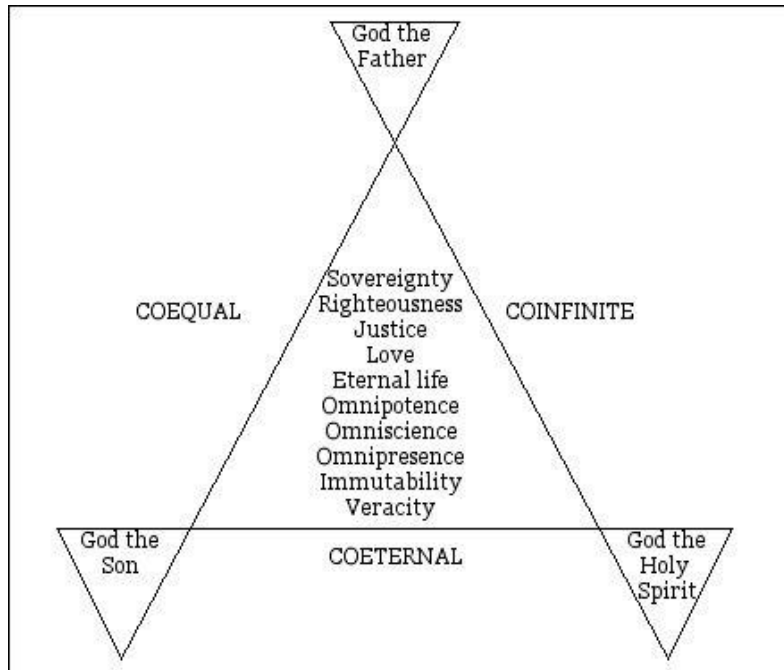 God the
Father
COEQUAL
COINFINITE
Sovereignty
Righteousness
Justice
Love
Eternal life
Omnipotence
Omniscience
Omnipresence
Immutability
Veracity
God the
Son
COETERNAL
God the
Holy
Spirit